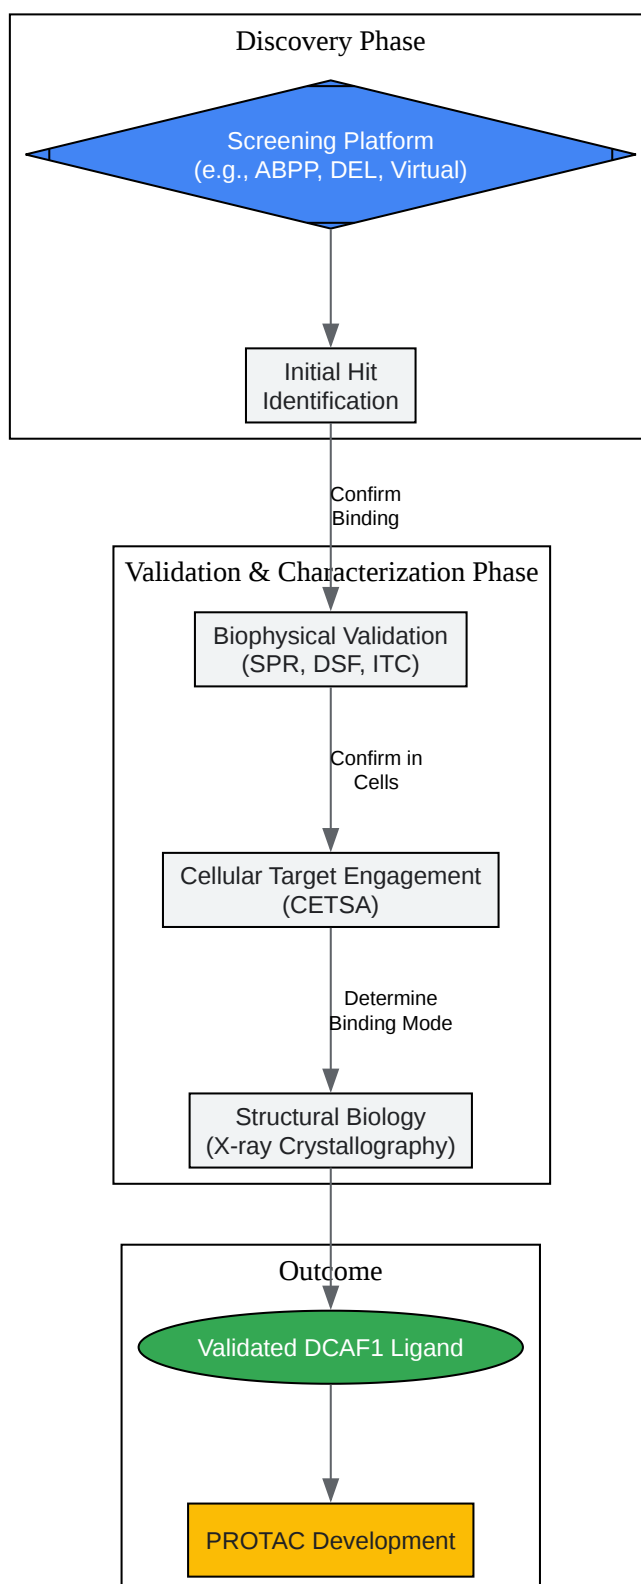 Discovery Phase
Screening Platform
(e.g., ABPP, DEL, Virtual)
Initial Hit
Identification
Confirm
Binding
Validation & Characterization Phase
Biophysical Validation
(SPR, DSF, ITC)
Confirm in
Cells
Cellular Target Engagement
(CETSA)
Determine
Binding Mode
Structural Biology
(X-ray Crystallography)
Outcome
Validated DCAF1 Ligand
PROTAC Development